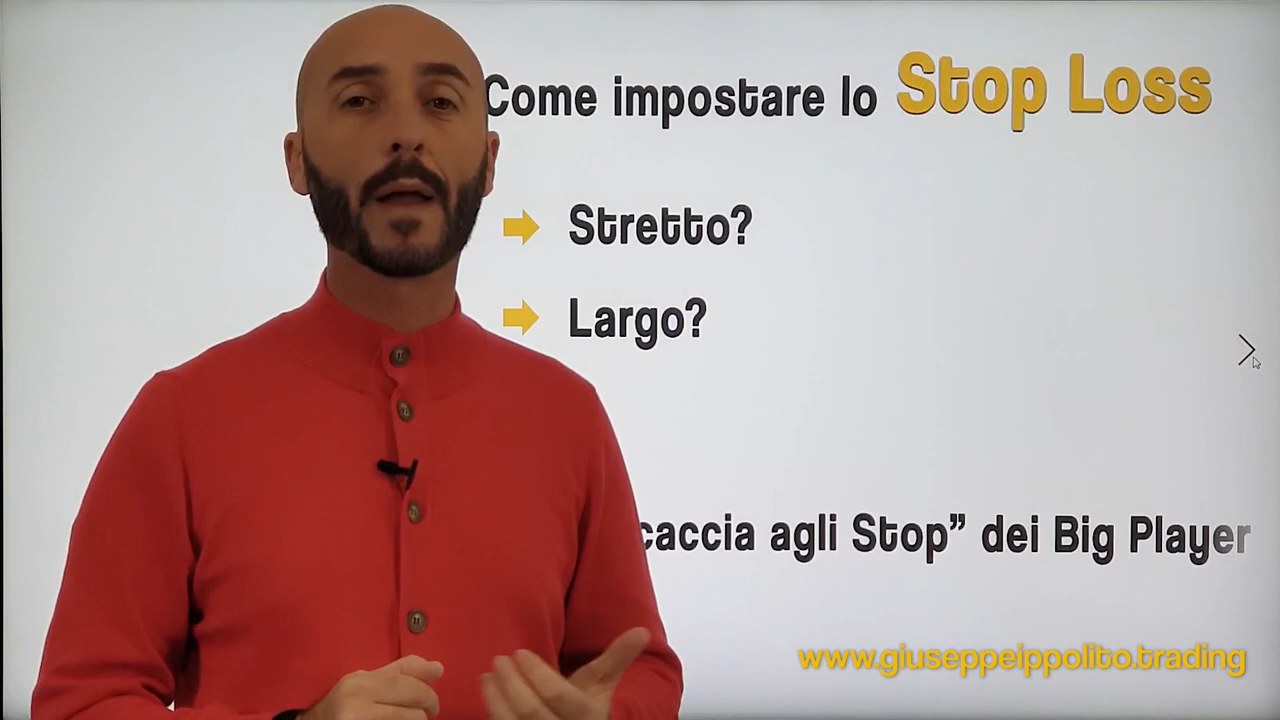 Come impostare lo Stop Loss
Stretto?
Largo?
caccia agli Stop” dei Big Player
www.giuseppeippolito.trading